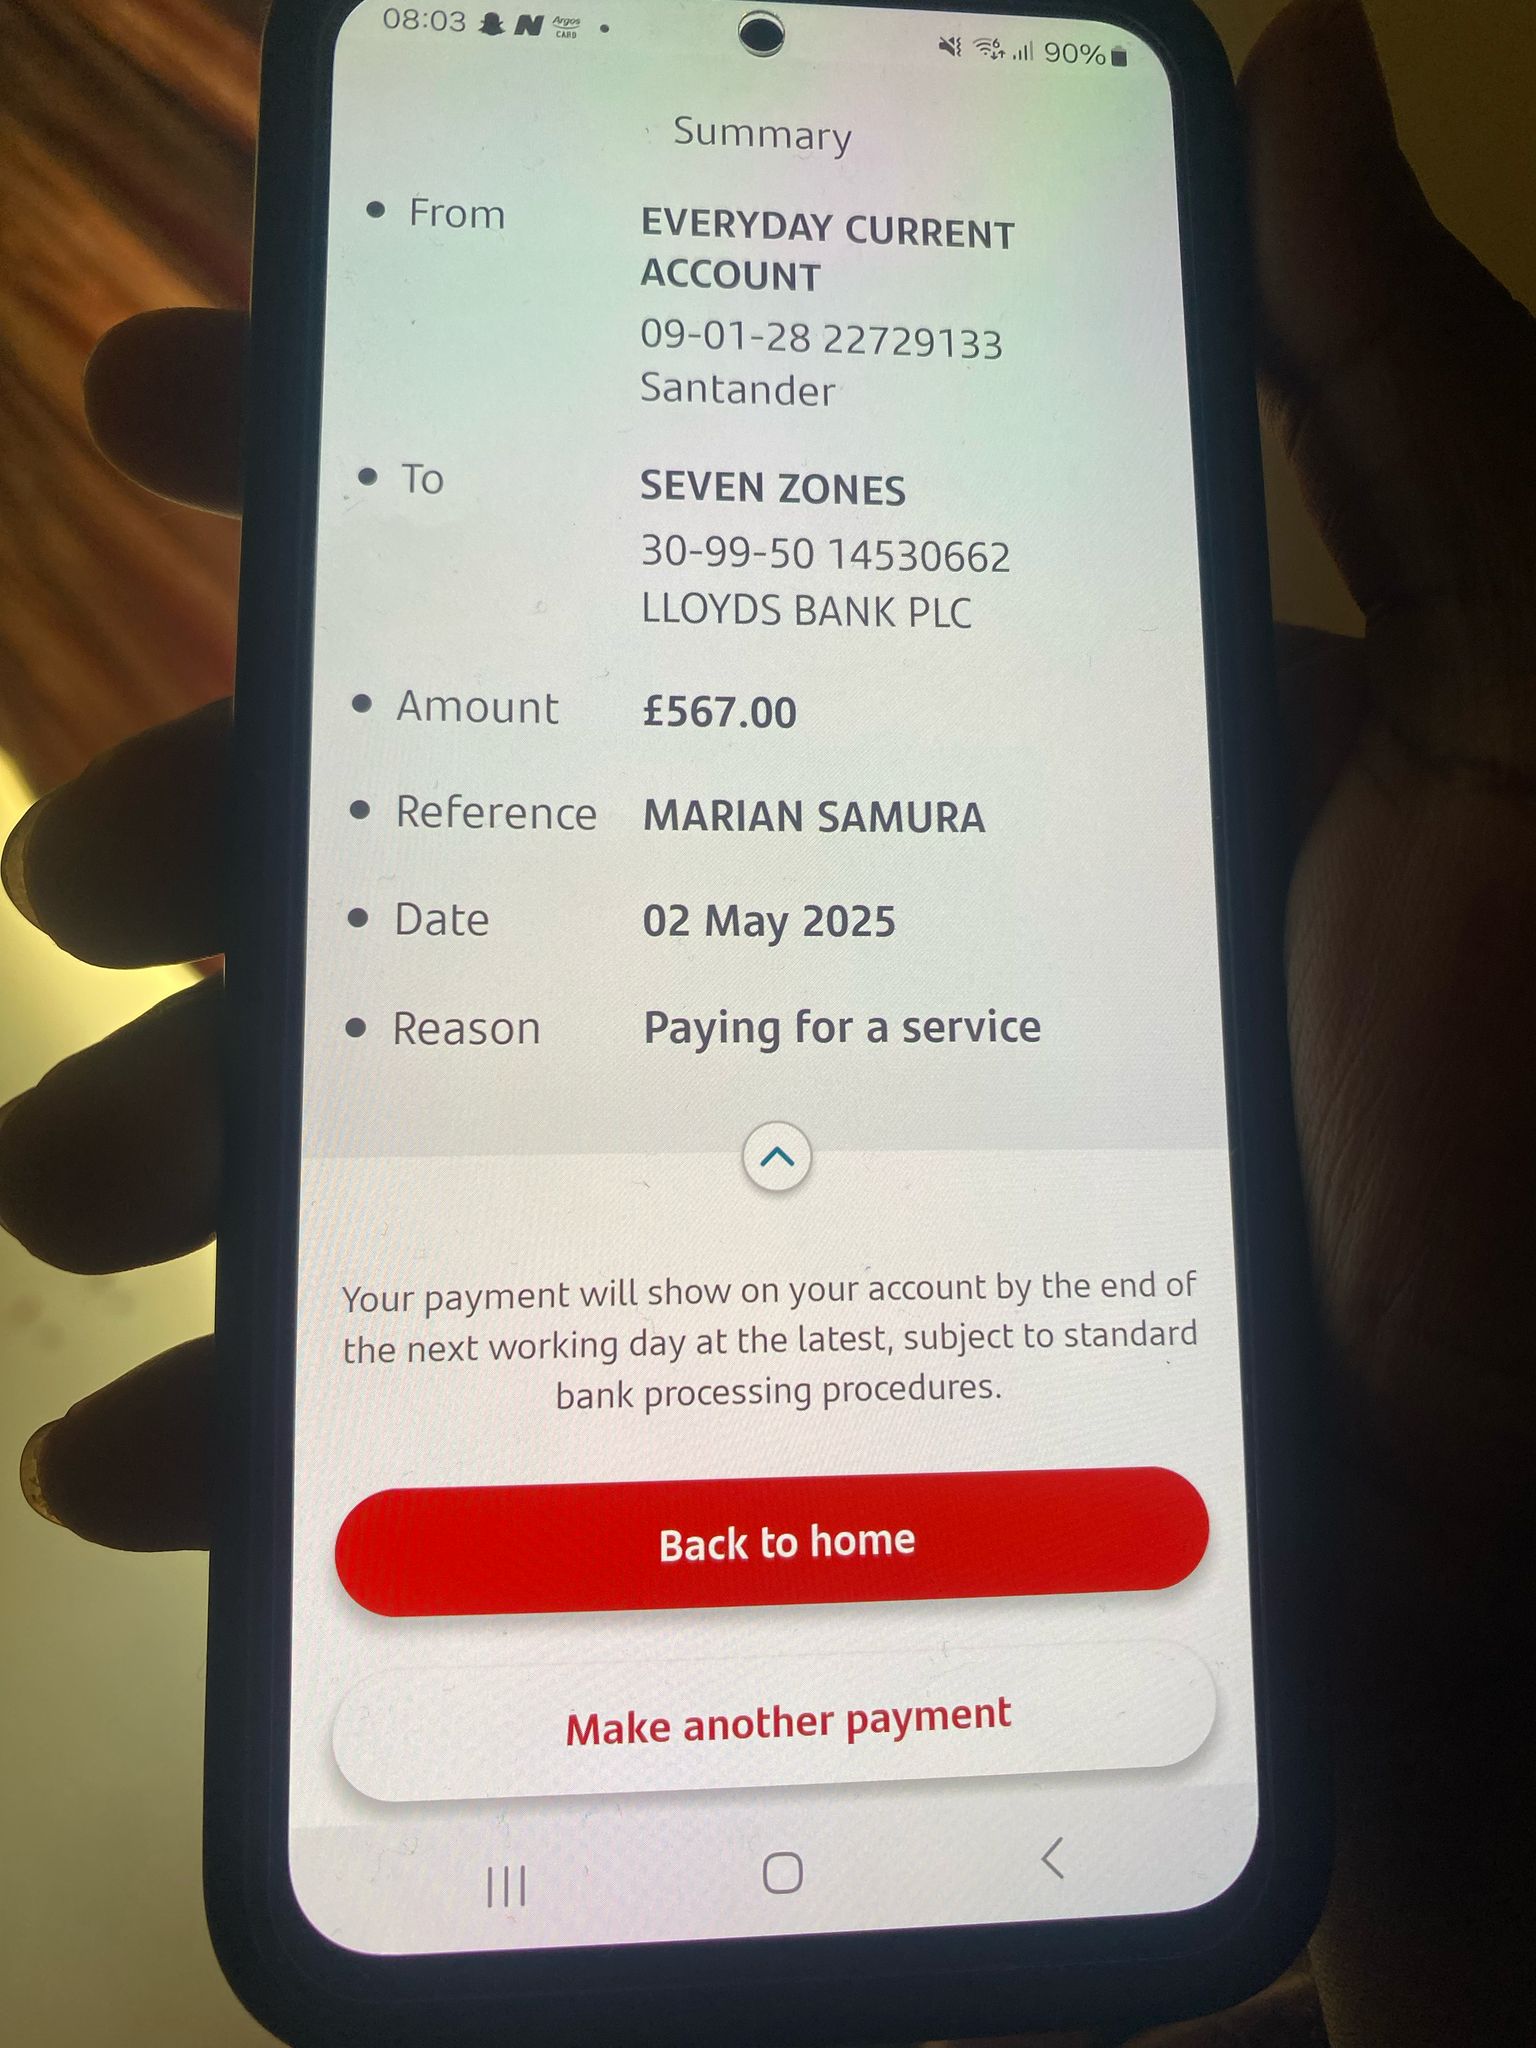 08:03 N Argos CARD 90%
Summary
• From EVERYDAY CURRENT
ACCOUNT
09-01-28 22729133
Santander
• To SEVEN ZONES
30-99-50 14530662
LLOYDS BANK PLC
• Amount £567.00
• Reference MARIAN SAMURA
• Date 02 May 2025
• Reason Paying for a service
Your payment will show on your account by the end of
the next working day at the latest, subject to standard
bank processing procedures.
Back to home
Make another payment